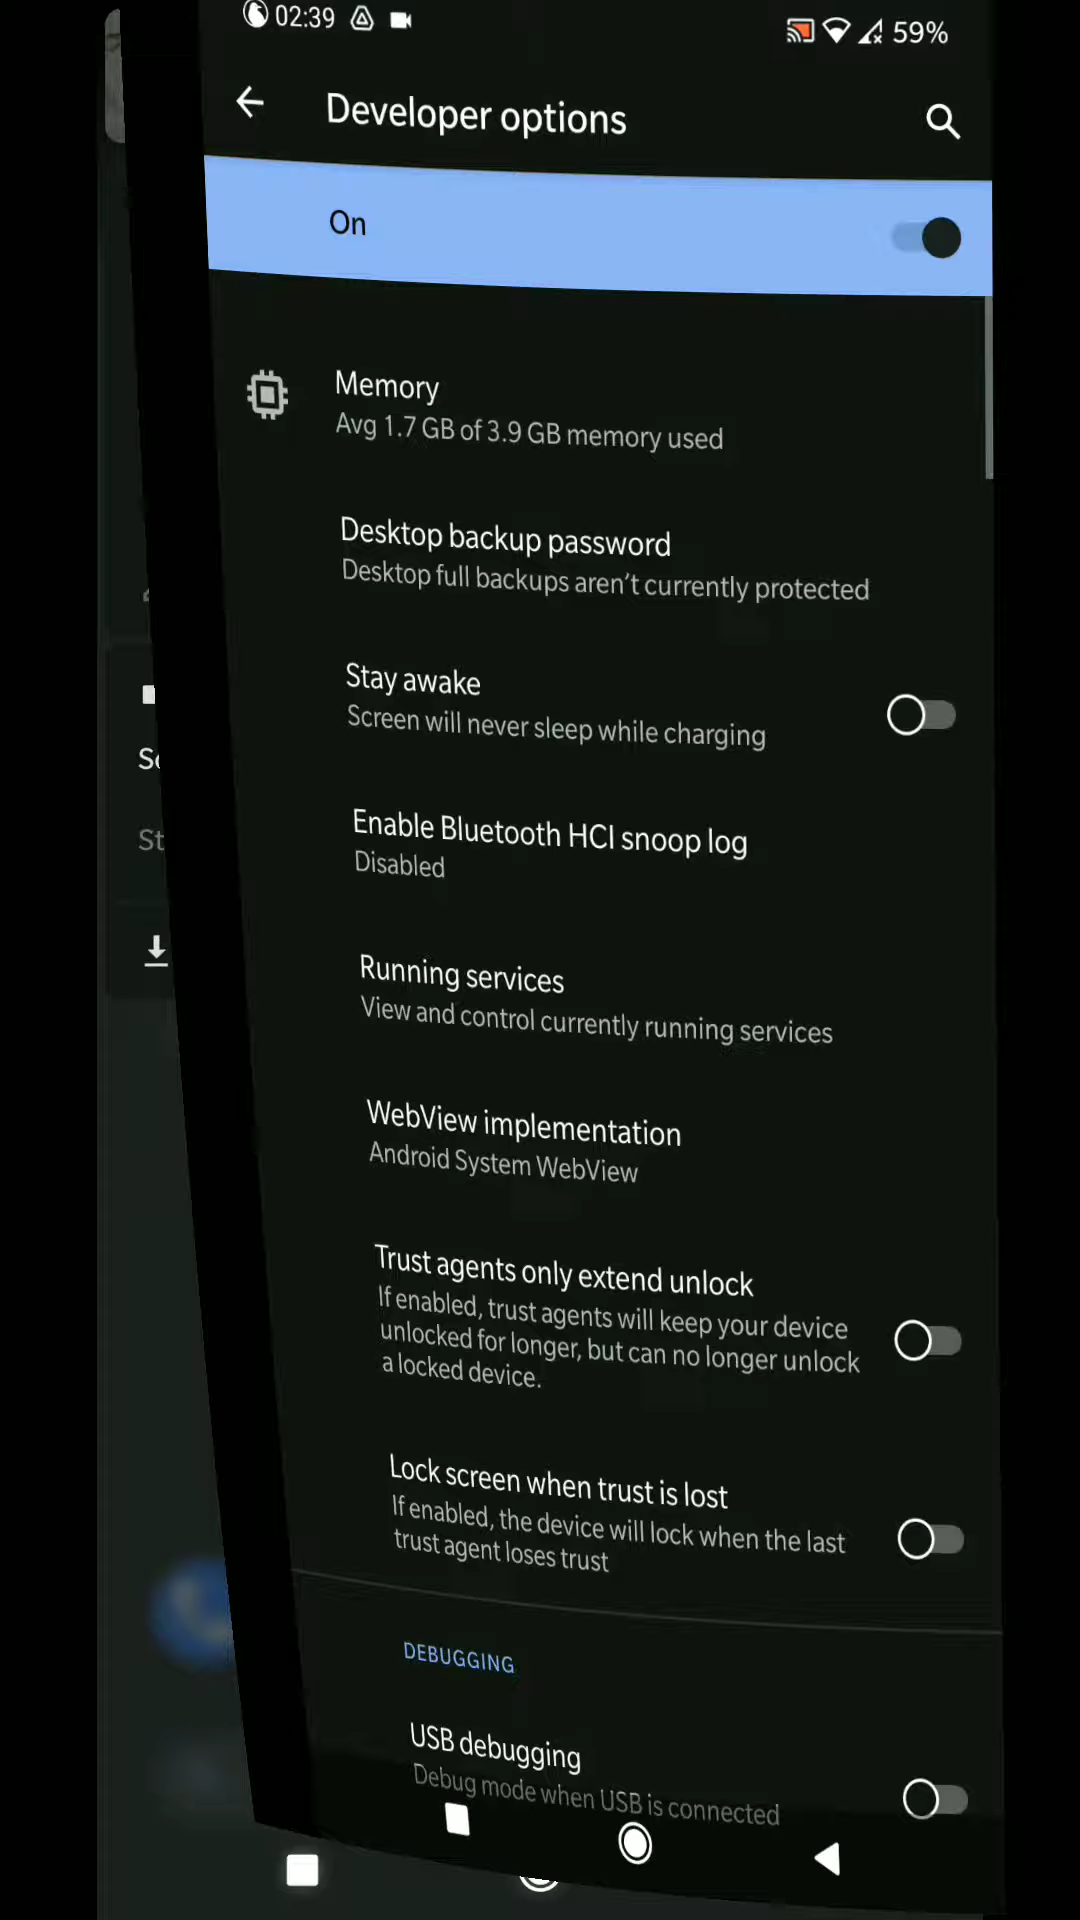 02:39
59%
Developer options
On
Memory
Avg 1.7 GB of 3.9 GB memory used
Desktop backup password
Desktop full backups aren't currently protected
Stay awake
Screen will never sleep while charging
Enable Bluetooth HCI snoop log
Disabled
Running services
View and control currently running services
WebView implementation
Android System WebView
Trust agents only extend unlock
If enabled, trust agents will keep your device
unlocked for longer, but can no longer unlock
a locked device.
Lock screen when trust is lost
If enabled, the device will lock when the last
trust agent loses trust
DEBUGGING
USB debugging
Debug mode when USB is connected